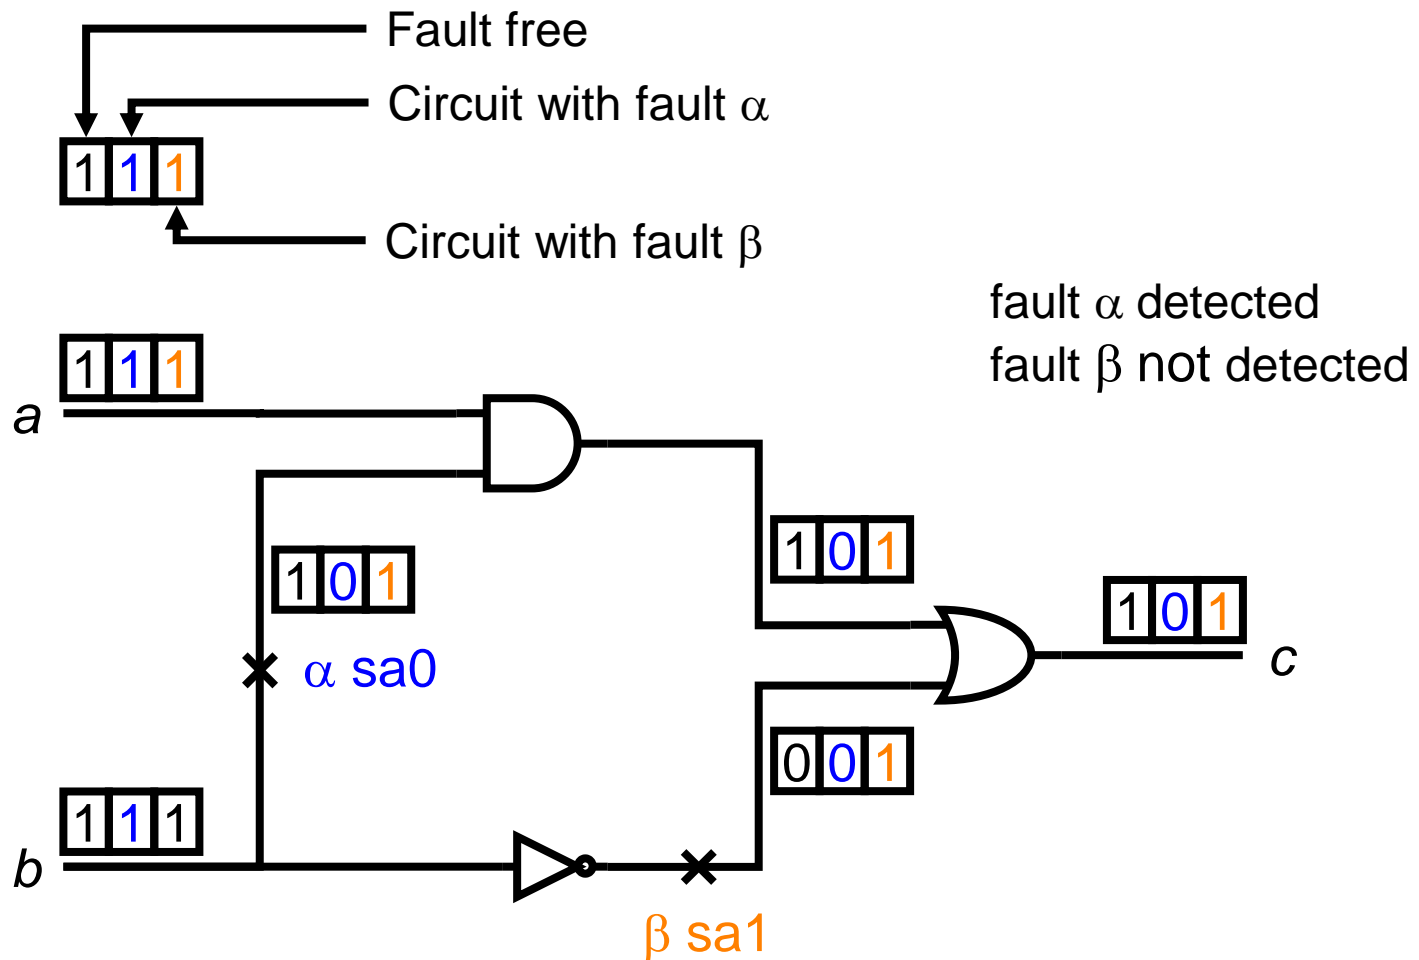 Fault free
Circuit with fault α
1 1 1
Circuit with fault β
fault α detected
fault β not detected
1 1 1
a
1 0 1
1 0 1
1 0 1
c
α sa0
0 0 1
1 1 1
b
β sa1